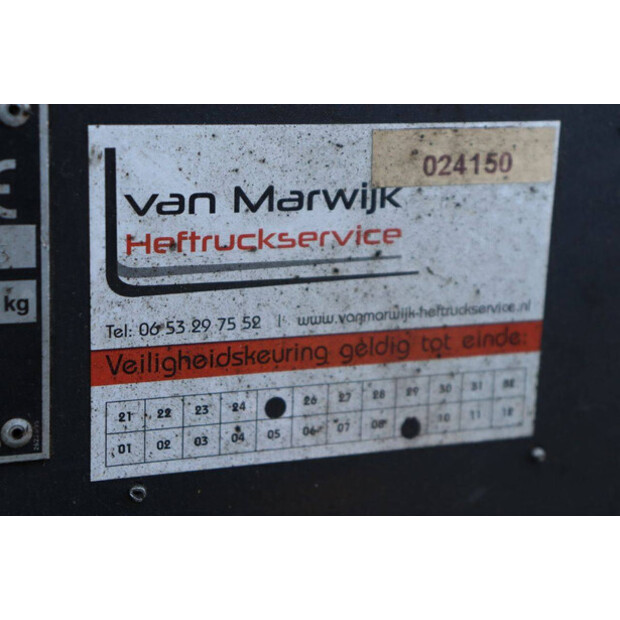 024150
van Marwijk
Heftruckservice
kg
Tel: 06 53 29 75 52 | www.vanmarwijk-heftruckservice.nl
Veiligheidskeuring geldig tot einde:
21 22 23 24 26 27 28 29 30 31 32
01 02 03 04 05 06 07 08 10 11 12